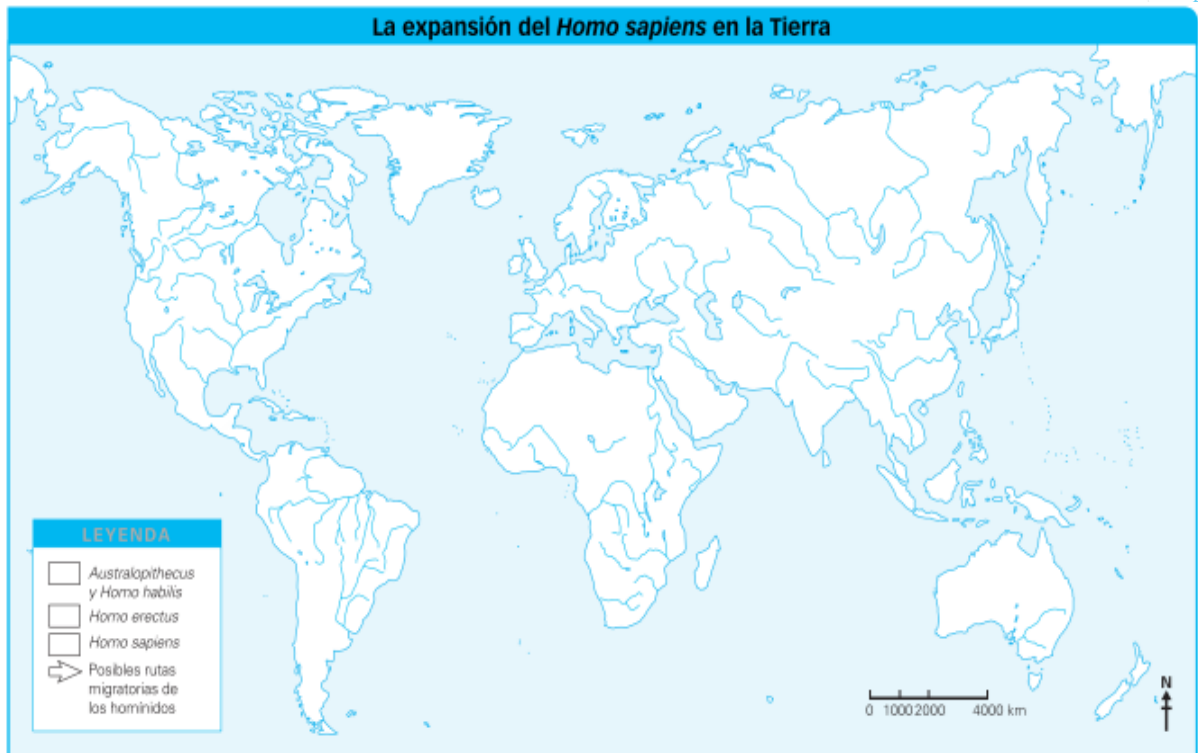 La expansión del Homo sapiens en la Tierra
LEYENDA
Australopithecus
y Homo habilis
Homo erectus
Homo sapiens
Posibles rutas
migratorias de
los homínidos
0 1000 2000 4000 km
N